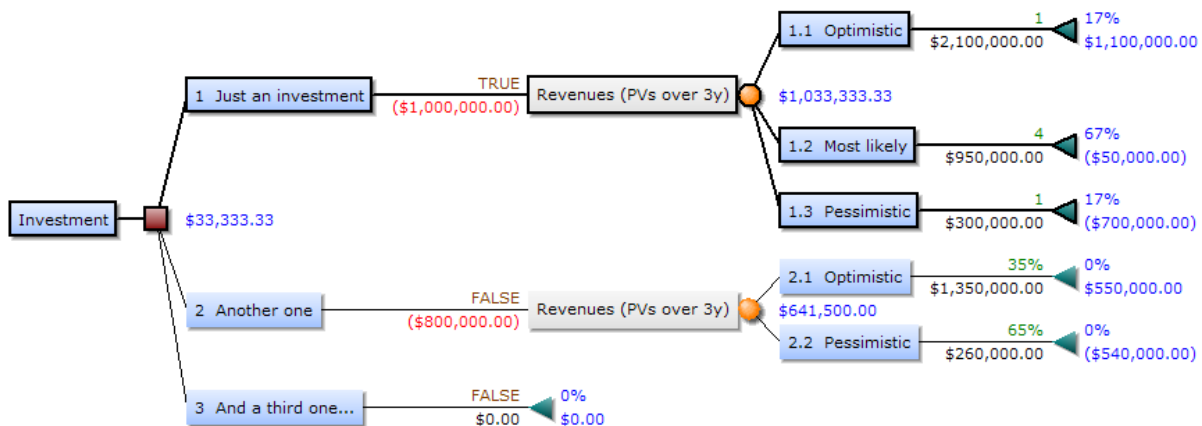 1.1 Optimistic
1
$2,100,000.00
17%
$1,100,000.00
1 Just an investment
TRUE
($1,000,000.00)
Revenues (PVs over 3y)
$1,033,333.33
1.2 Most likely
4
$950,000.00
67%
($50,000.00)
1.3 Pessimistic
1
$300,000.00
17%
($700,000.00)
Investment
$33,333.33
2.1 Optimistic
35%
$1,350,000.00
0%
$550,000.00
2 Another one
FALSE
($800,000.00)
Revenues (PVs over 3y)
$641,500.00
2.2 Pessimistic
65%
$260,000.00
0%
($540,000.00)
3 And a third one...
FALSE
$0.00
0%
$0.00